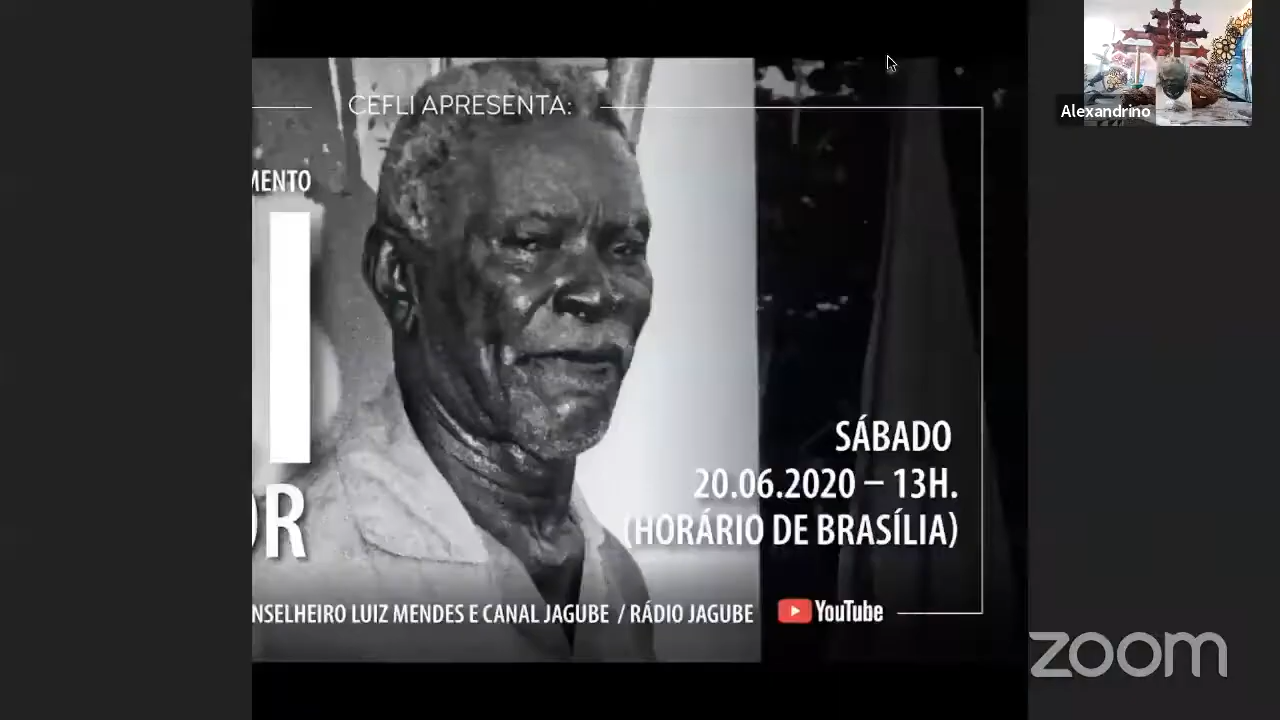 CEFLI APRESENTA:
Alexandrino
MENTO
I
OR
SÁBADO
20.06.2020 – 13H.
(HORÁRIO DE BRASÍLIA)
NSELHEIRO LUIZ MENDES E CANAL JAGUBE / RÁDIO JAGUBE
YouTube
zoom